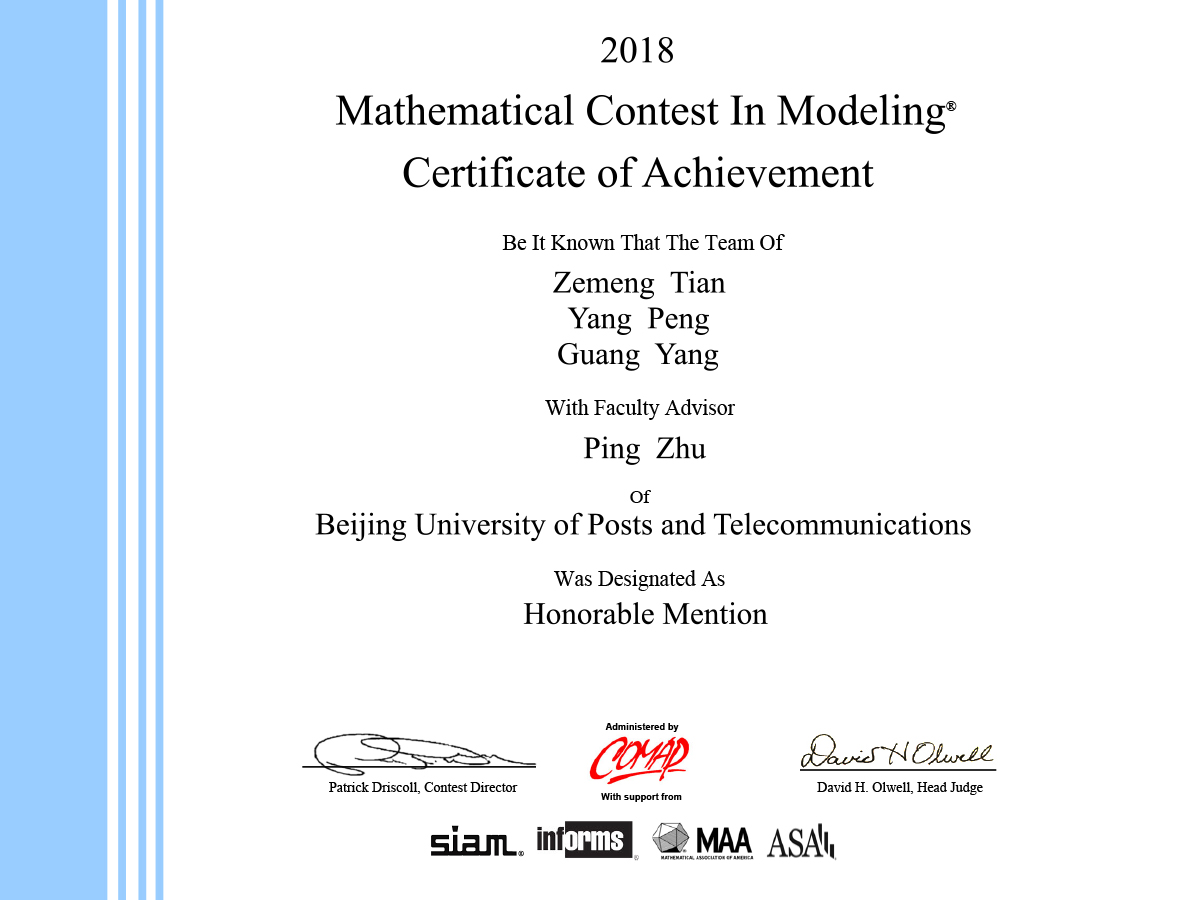 2018
Mathematical Contest In Modeling®
Certificate of Achievement
Be It Known That The Team Of
Zemeng Tian
Yang Peng
Guang Yang
With Faculty Advisor
Ping Zhu
Of
Beijing University of Posts and Telecommunications
Was Designated As
Honorable Mention
Administered by
COMAP
David H Olwell
Patrick Driscoll, Contest Director
With support from
David H. Olwell, Head Judge
siam®
informs®
MAA
MATHEMATICAL ASSOCIATION OF AMERICA
ASA